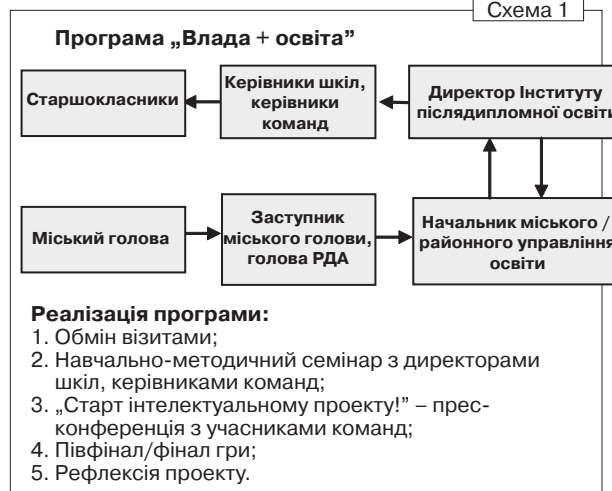 Схема 1
Програма „Влада + освіта”
Старшокласники
Керівники шкіл,
керівники
команд
Директор Інституту
післядипломної освіти
Міський голова
Заступник
міського голови,
голова РДА
Начальник міського /
районного управління
освіти
Реалізація програми:
1. Обмін візитами;
2. Навчально-методичний семінар з директорами
шкіл, керівниками команд;
3. „Старт інтелектуальному проекту!” – прес-
конференція з учасниками команд;
4. Півфінал/фінал гри;
5. Рефлексія проекту.